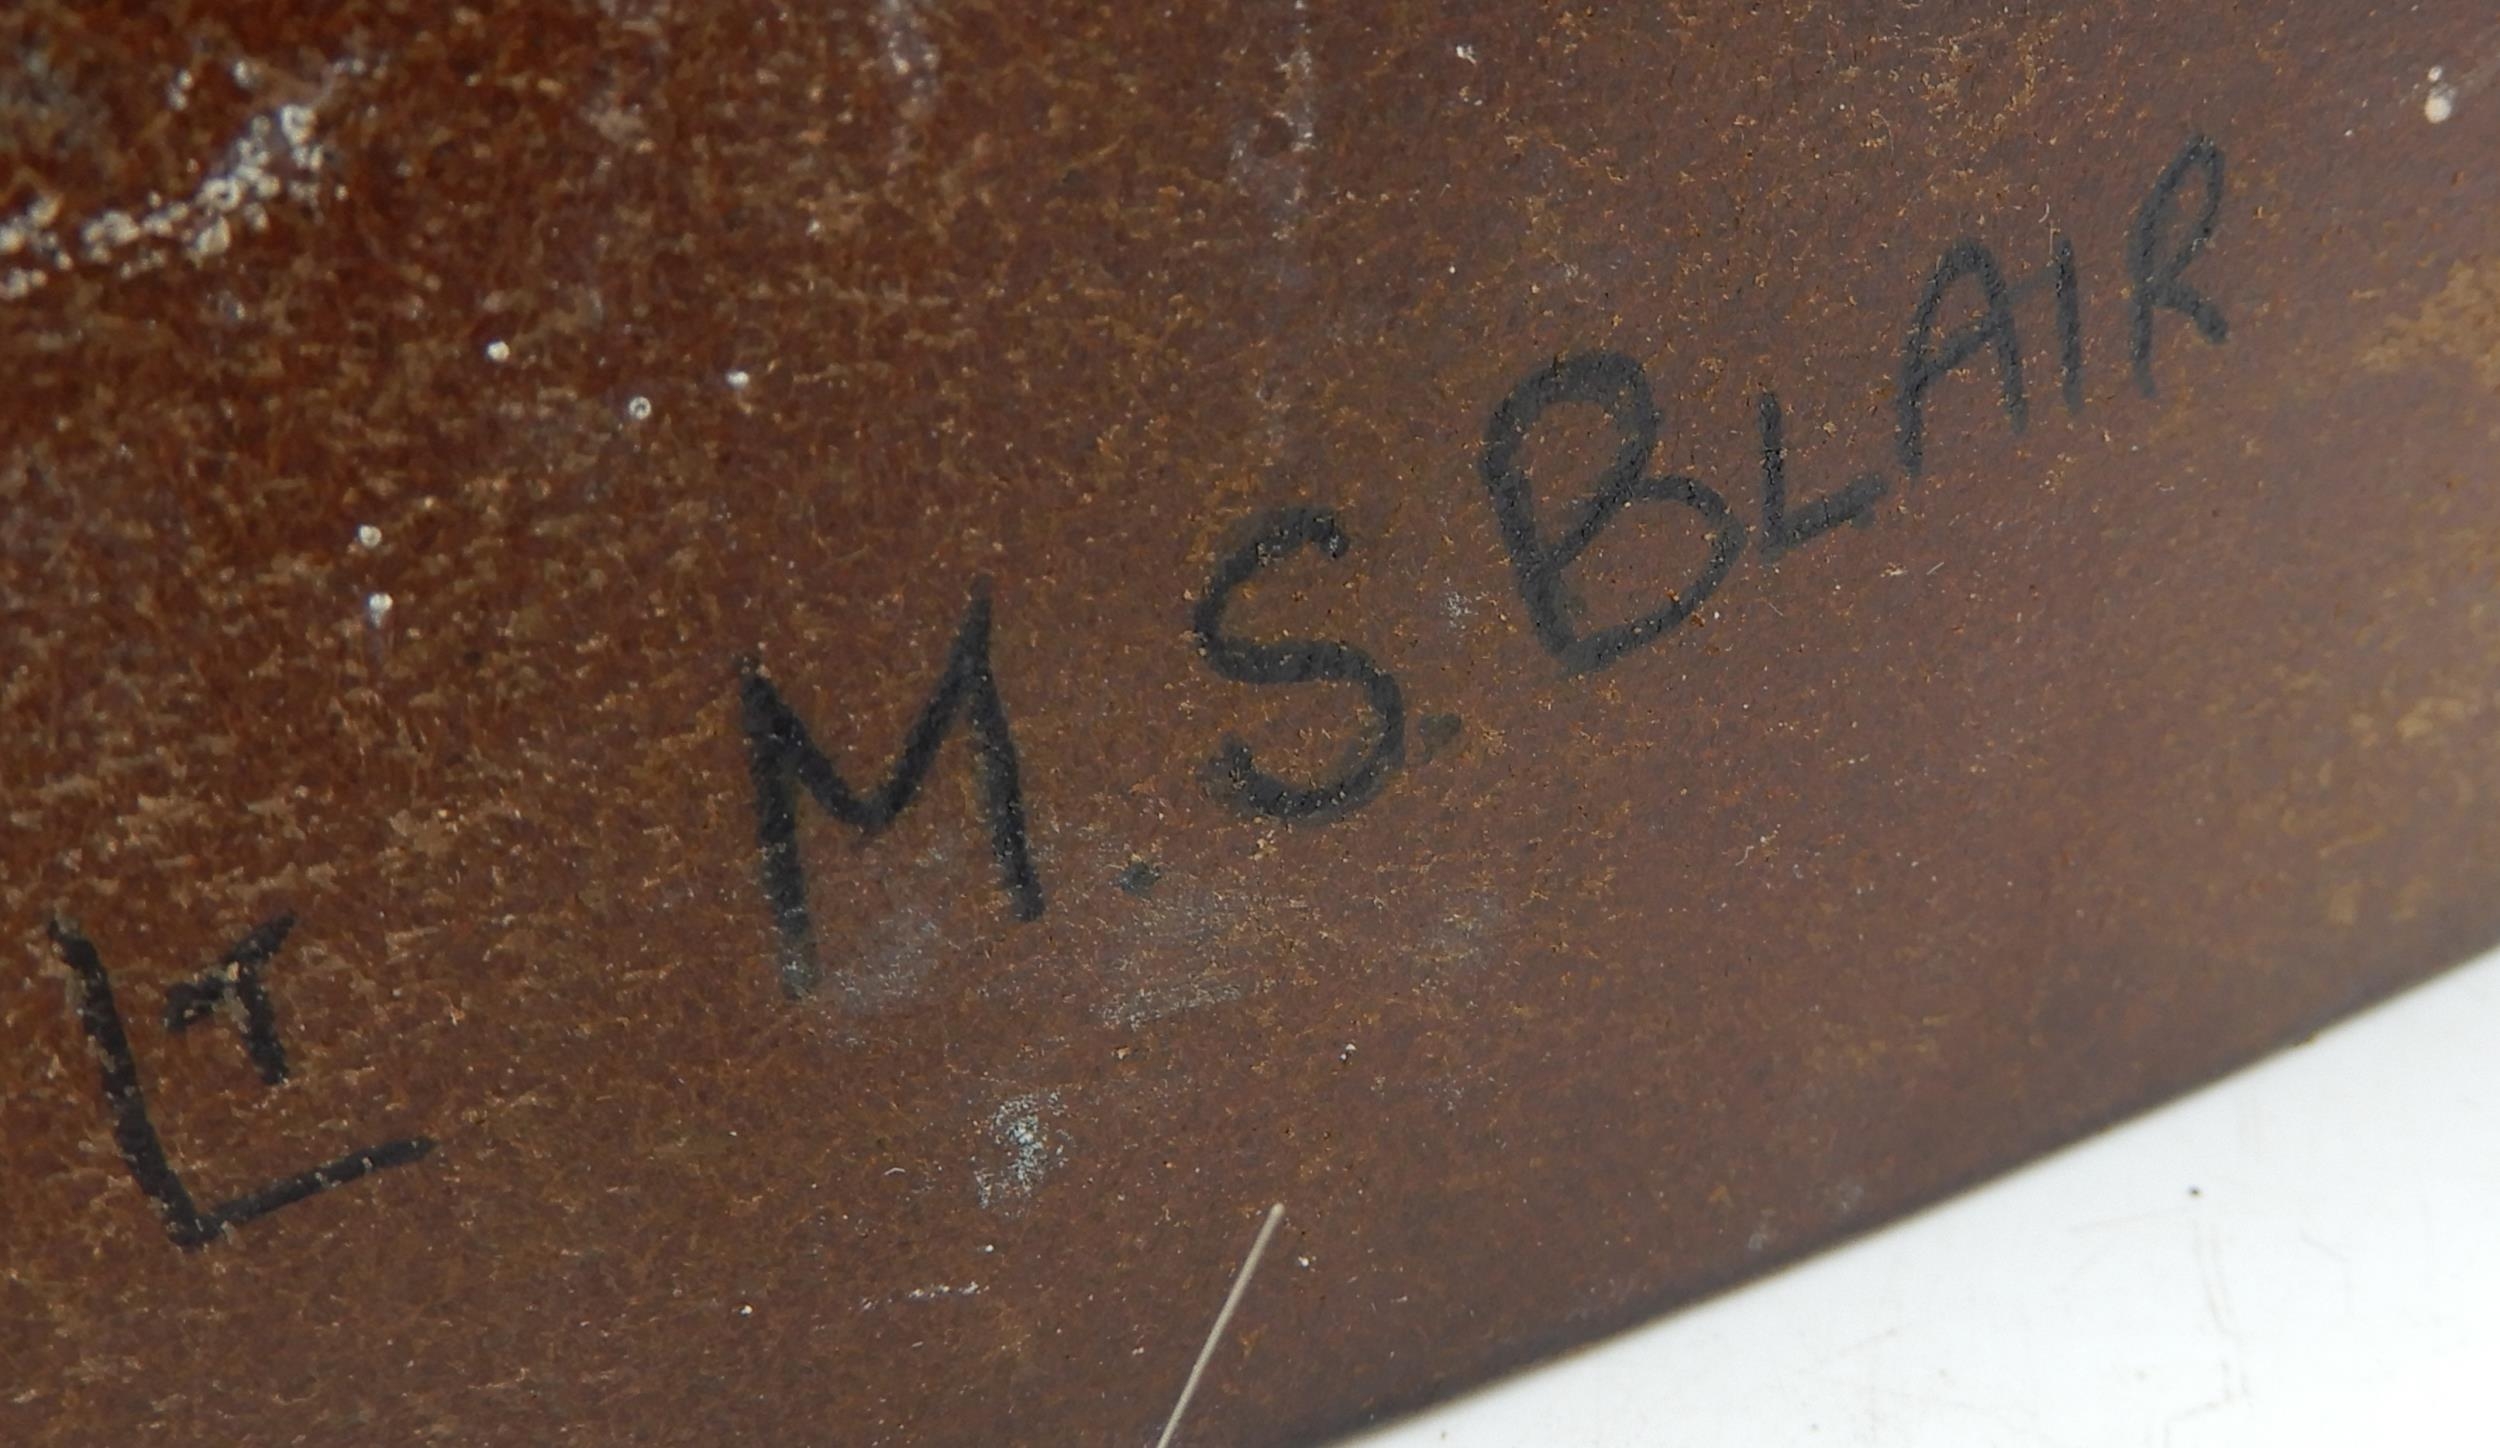 Lt M. S. BLAIR